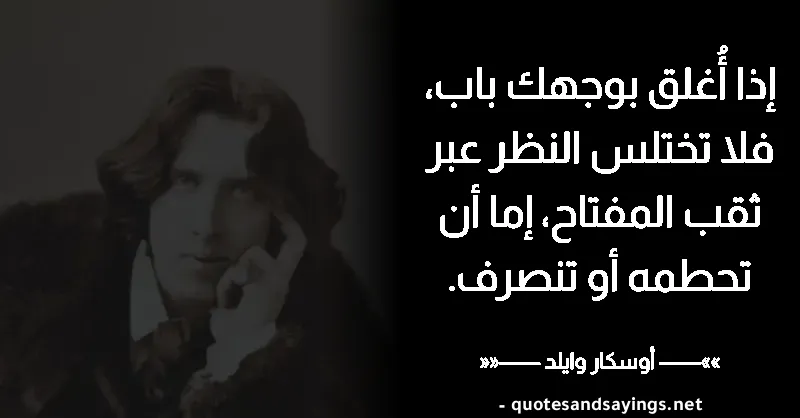 إذا أُغلق بوجهك باب،
فلا تختلس النظر عبر
ثقب المفتاح، إما أن
تحطمه أو تنصرف.
»»—— أوسكار وايلد ——««
- quotesandsayings.net